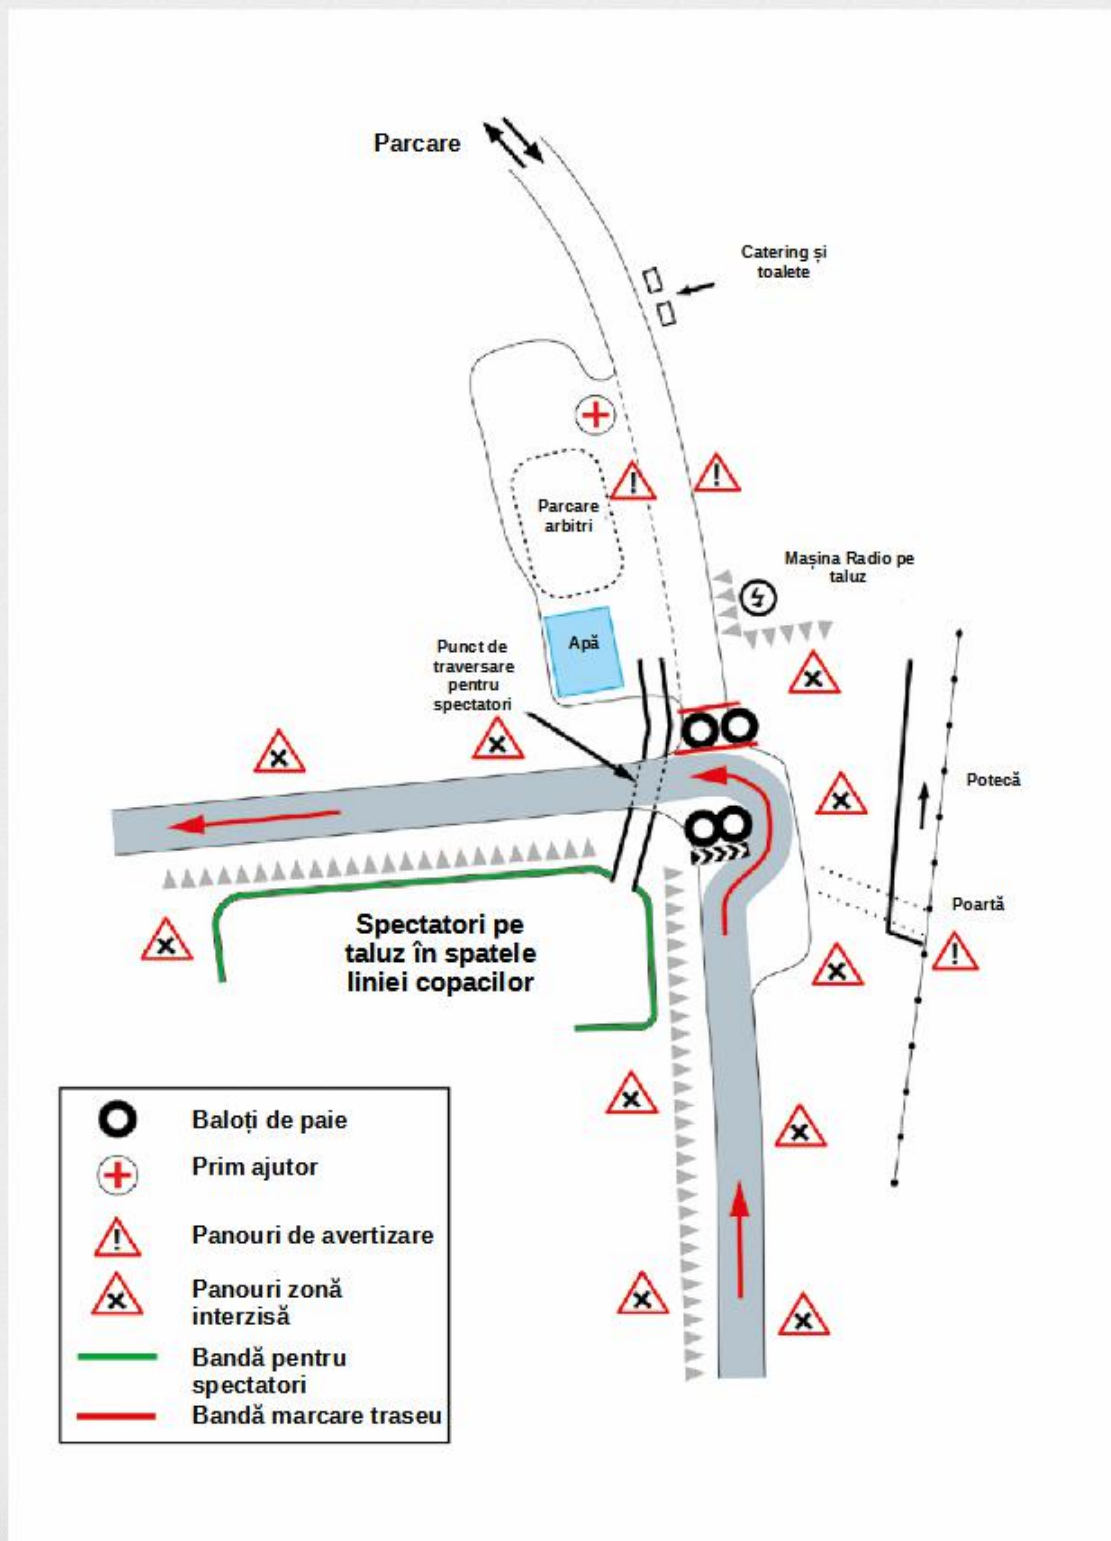 Parcare
Catering și
toalete
Parcare
arbitri
Mașina Radio pe
taluz
Apă
Punct de
traversare
pentru
spectatori
Potecă
Poartă
Spectatori pe
taluz în spatele
liniei copacilor
Baloți de paie
Prim ajutor
Panouri de avertizare
Panouri zonă
interzisă
Bandă pentru
spectatori
Bandă marcare traseu